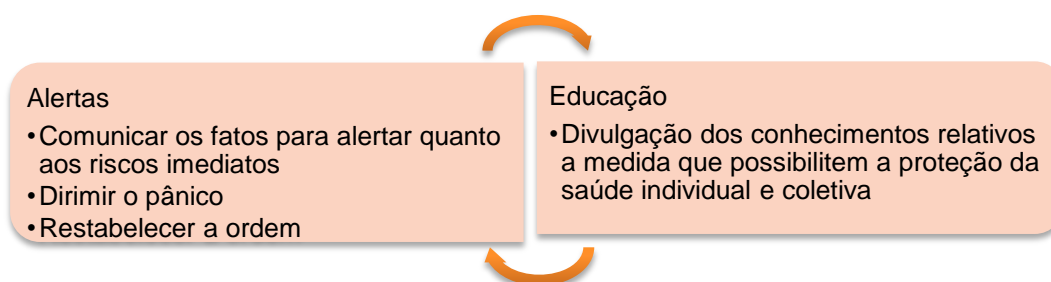 Alertas
•Comunicar os fatos para alertar quanto
aos riscos imediatos
•Dirimir o pânico
•Restabelecer a ordem
Educação
•Divulgação dos conhecimentos relativos
a medida que possibilitem a proteção da
saúde individual e coletiva